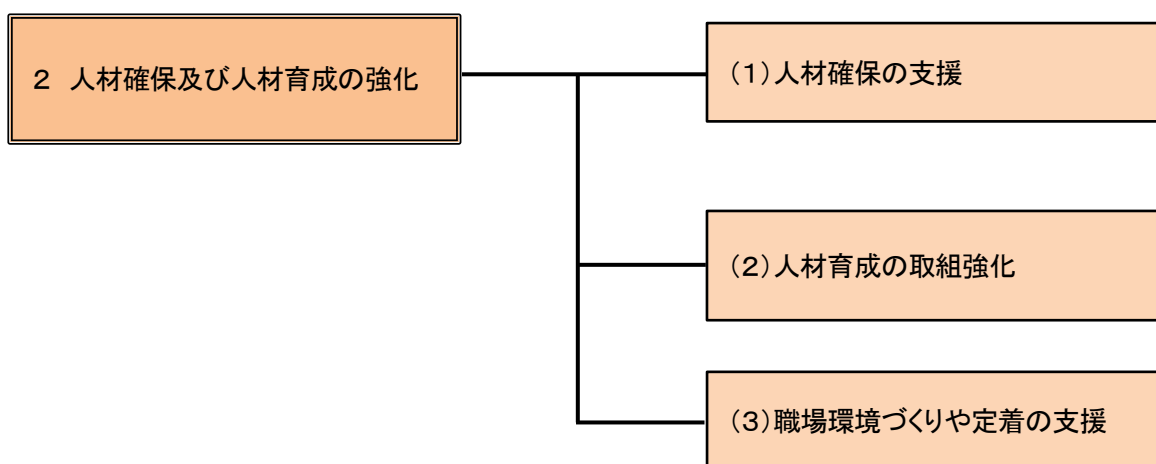 ２　人材確保及び人材育成の強化
（１）人材確保の支援
（２）人材育成の取組強化
（３）職場環境づくりや定着の支援